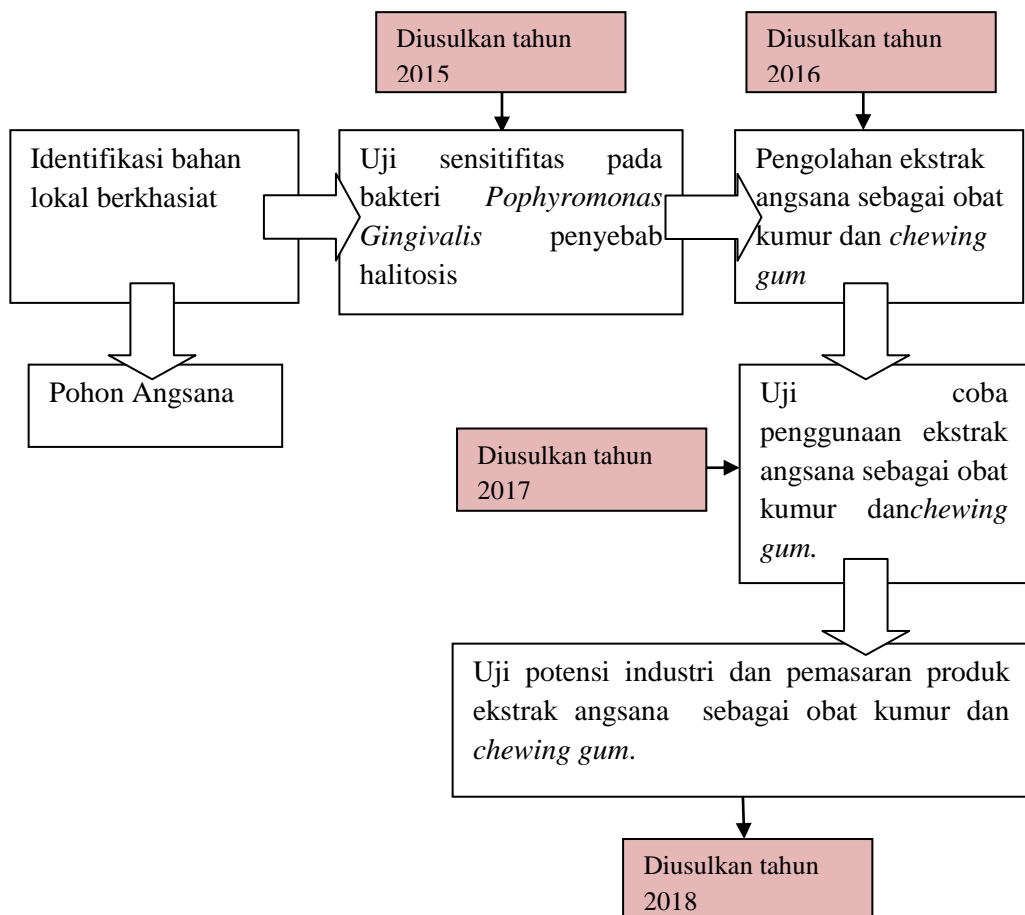 Diusulkan tahun
2015
Diusulkan tahun
2016
Identifikasi bahan
lokal berkhasiat
Uji sensitifitas pada
bakteri Pophyromonas
Gingivalis penyebab
halitosis
Pengolahan ekstrak
angsana sebagai obat
kumur dan chewing
gum
Pohon Angsana
Uji coba
penggunaan ekstrak
angsana sebagai obat
kumur danchewing
gum.
Diusulkan tahun
2017
Uji potensi industri dan pemasaran produk
ekstrak angsana sebagai obat kumur dan
chewing gum.
Diusulkan tahun
2018